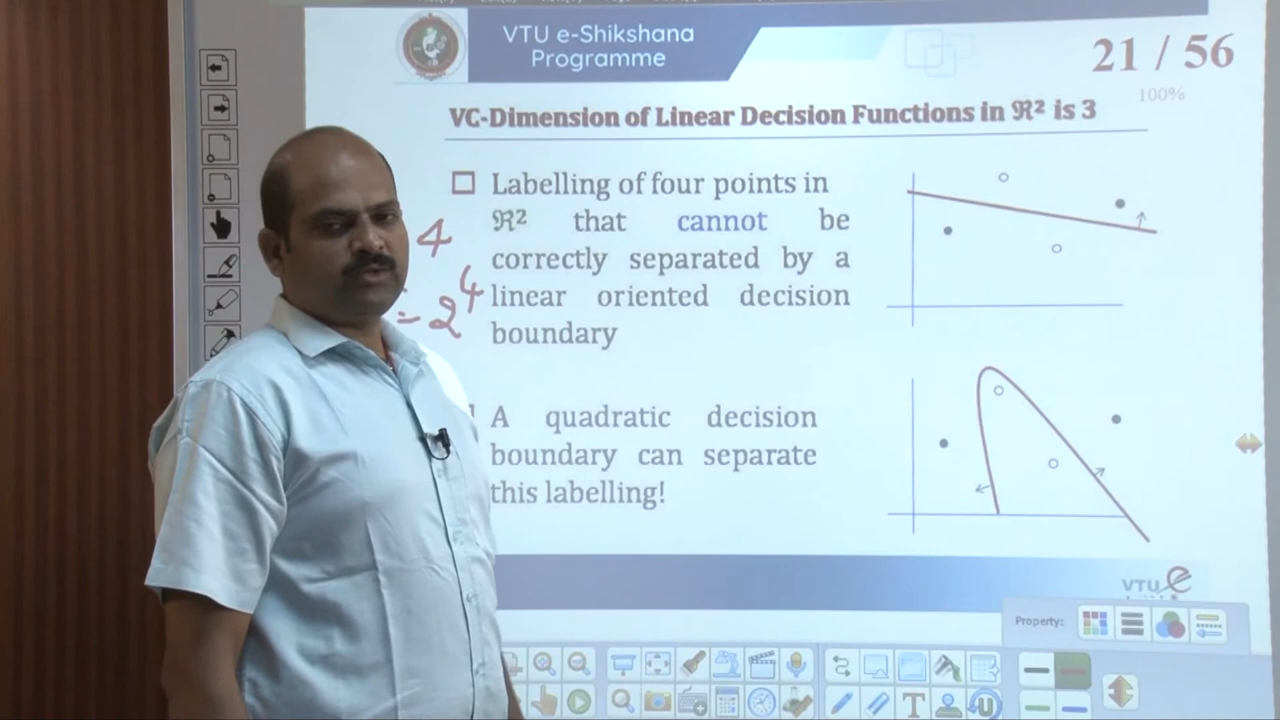 VTU e-Shikshana
Programme
21 / 56
100%
VC-Dimension of Linear Decision Functions in ℜ² is 3
Labelling of four points in
ℜ² that cannot be
correctly separated by a
linear oriented decision
boundary
4
= 2⁴
A quadratic decision
boundary can separate
this labelling!
VTU e
Property: